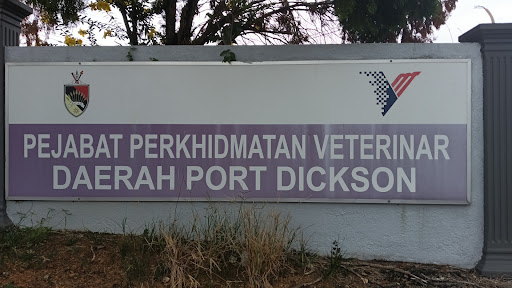 PEJABAT PERKHIDMATAN VETERINAR
DAERAH PORT DICKSON